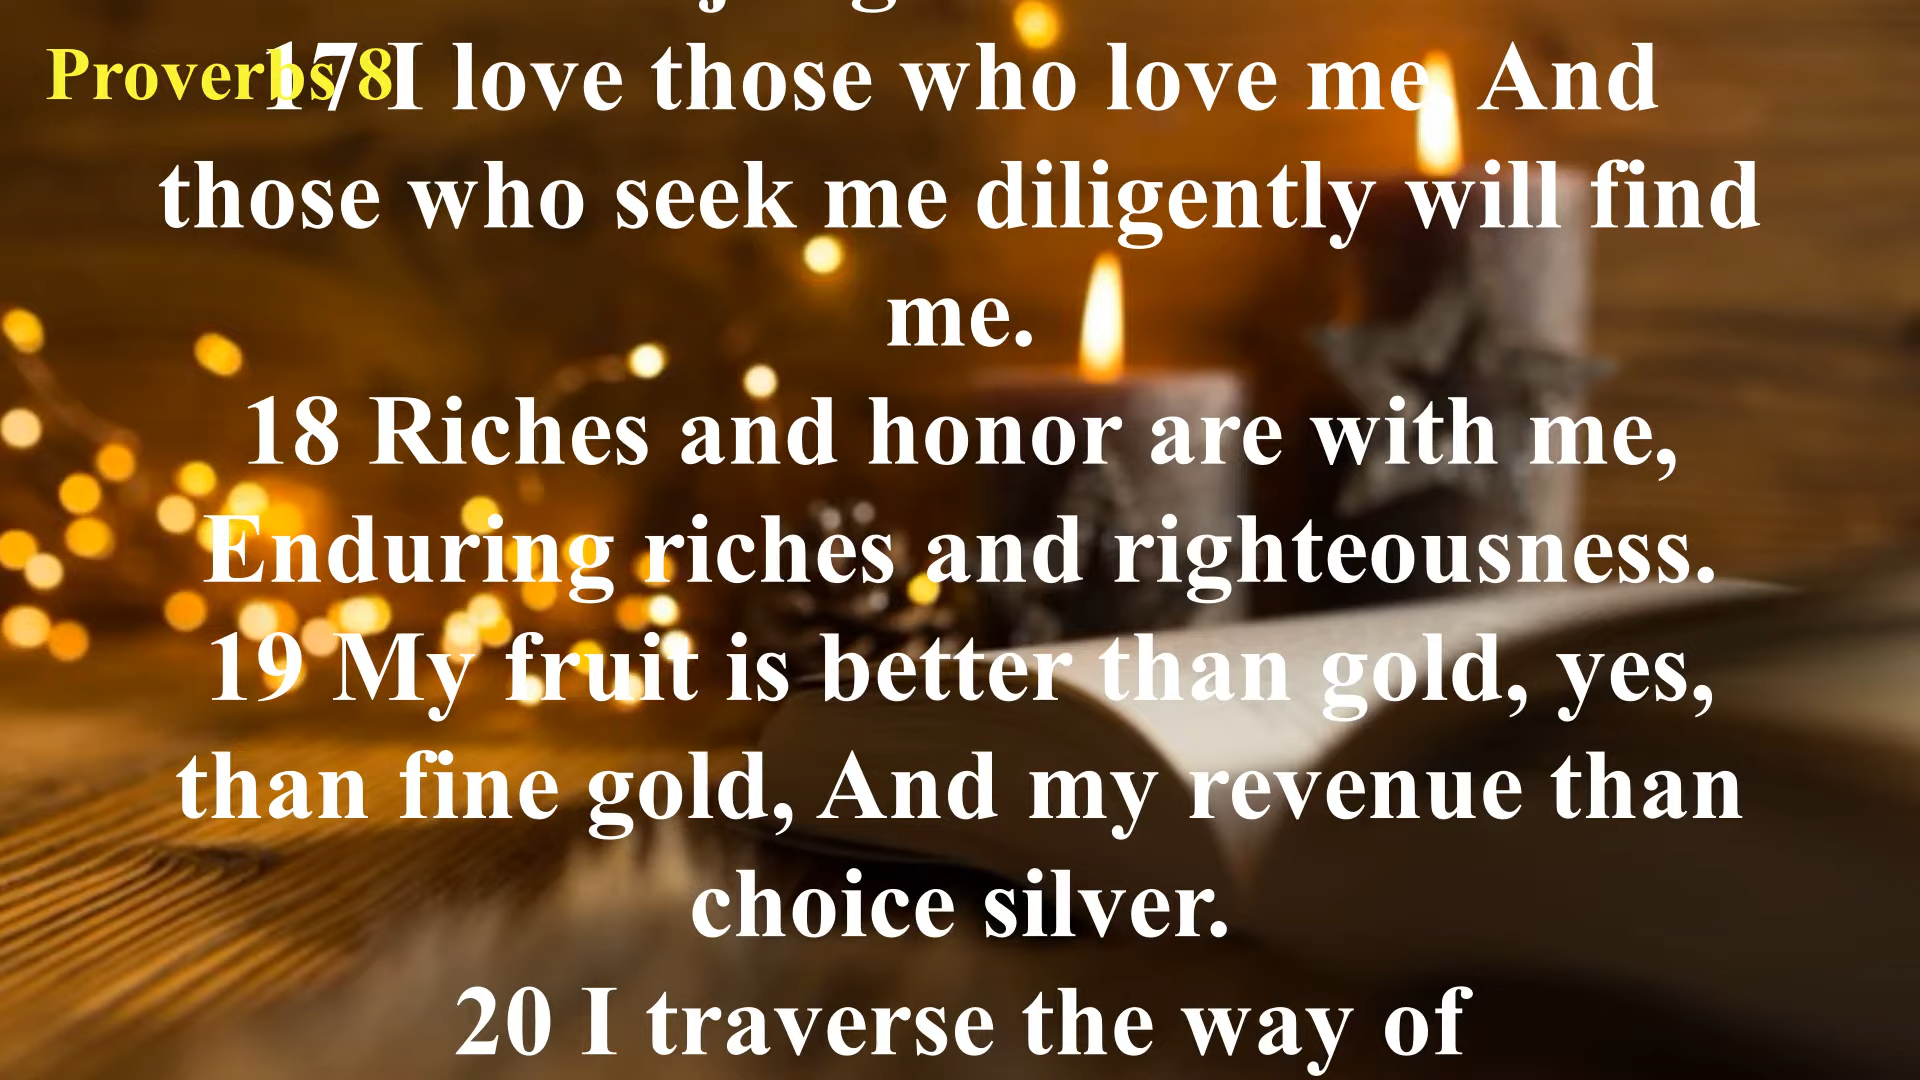 Proverbs 8
17 I love those who love me, And
those who seek me diligently will find
me.
18 Riches and honor are with me,
Enduring riches and righteousness.
19 My fruit is better than gold, yes,
than fine gold, And my revenue than
choice silver.
20 I traverse the way of